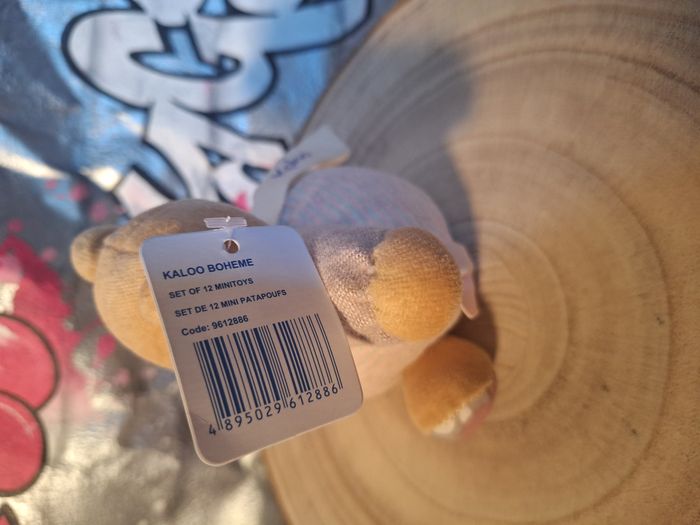 KALOO BOHEME
SET OF 12 MINITOYS
SET DE 12 MINI PATAPOUFS
Code: 9612886
4 895029 612886